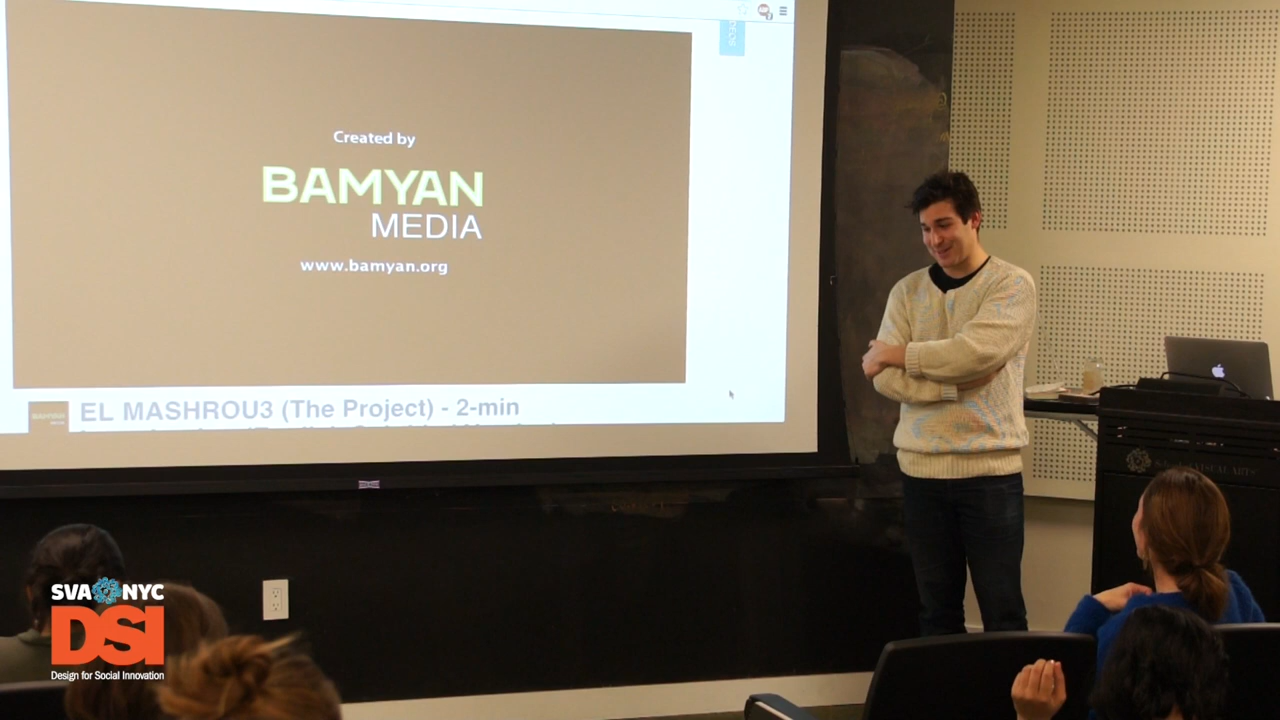 Created by
BAMYAN
MEDIA
www.bamyan.org
EL MASHROU3 (The Project) - 2-min
SVA NYC
DSI
Design for Social Innovation